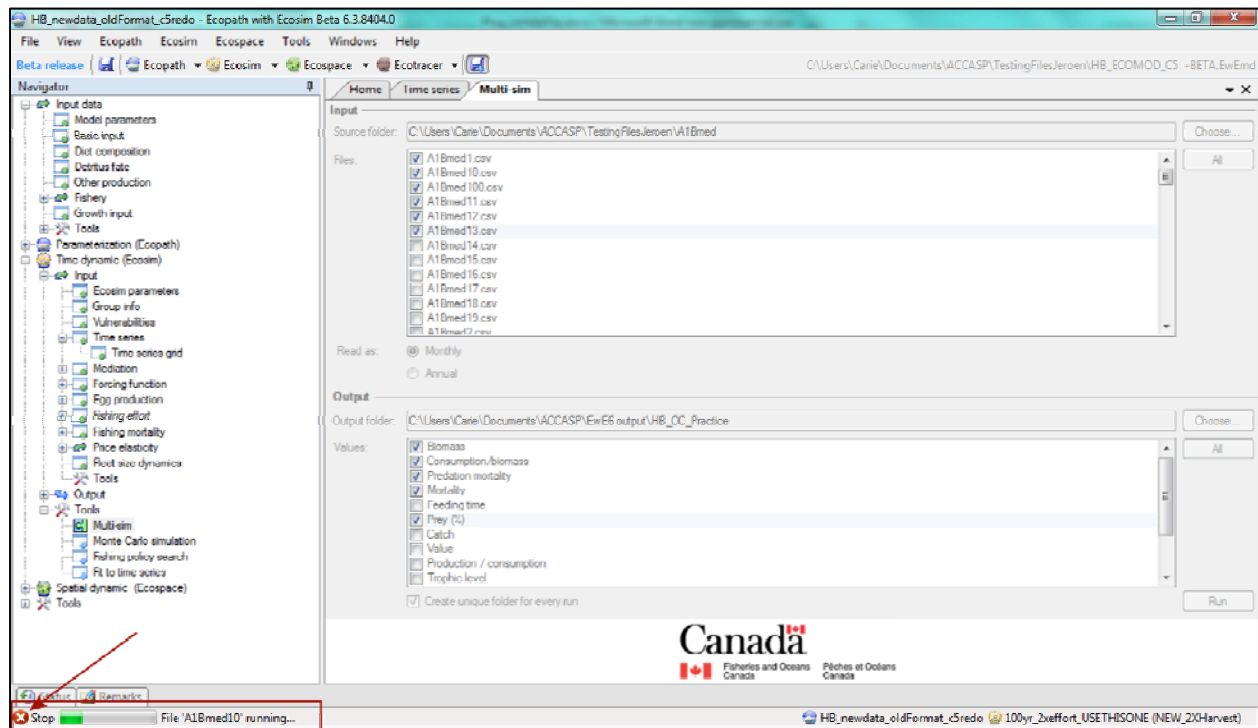 HB_newdata_oldFormat_c5redo - Ecopath with Ecosim Beta 6.3.8404.0
File View Ecopath Ecosim Ecospace Tools Windows Help
Beta release Ecopath Ecosim Ecospace Ecotracer
C:\Users\Carie\Documents\ACCASP\TestingFilesJeroen\HB_ECOMOD_C5 -BETA.EwEmd
Navigator
Input data
Model parameters
Basic input
Diet composition
Detritus fate
Other production
Fishery
Growth input
Tools
Parameterization (Ecopath)
Time dynamic (Ecosim)
Input
Ecosim parameters
Group info
Vulnerabilities
Time series
Time series grid
Mediation
Forcing function
Egg production
Fishing effort
Fishing mortality
Price elasticity
Fleet size dynamics
Tools
Output
Tools
Multi-sim
Monte Carlo simulation
Fishing policy search
Fit to time series
Spatial dynamic (Ecospace)
Tools
Home Time series Multi-sim
Input
Source folder: C:\Users\Carie\Documents\ACCASP\TestingFilesJeroen\A1Bmed Choose...
Files: All
A1Bmed1.csv
A1Bmed10.csv
A1Bmed100.csv
A1Bmed11.csv
A1Bmed12.csv
A1Bmed13.csv
A1Bmed14.csv
A1Bmed15.csv
A1Bmed16.csv
A1Bmed17.csv
A1Bmed18.csv
A1Bmed19.csv
A1Bmed2.csv
Read as: Monthly
Annual
Output
Output folder: C:\Users\Carie\Documents\ACCASP\EwE6 output\HB_OC_Practice Choose...
Values: All
Biomass
Consumption/biomass
Predation mortality
Mortality
Feeding time
Prey (%)
Catch
Value
Production / consumption
Trophic level
Create unique folder for every run Run
Canada
Fisheries and Oceans Pêches et Océans
Canada Canada
Status Remarks
Stop File 'A1Bmed10' running...
HB_newdata_oldFormat_c5redo 100yr_2xeffort_USETHISONE (NEW_2XHarvest)